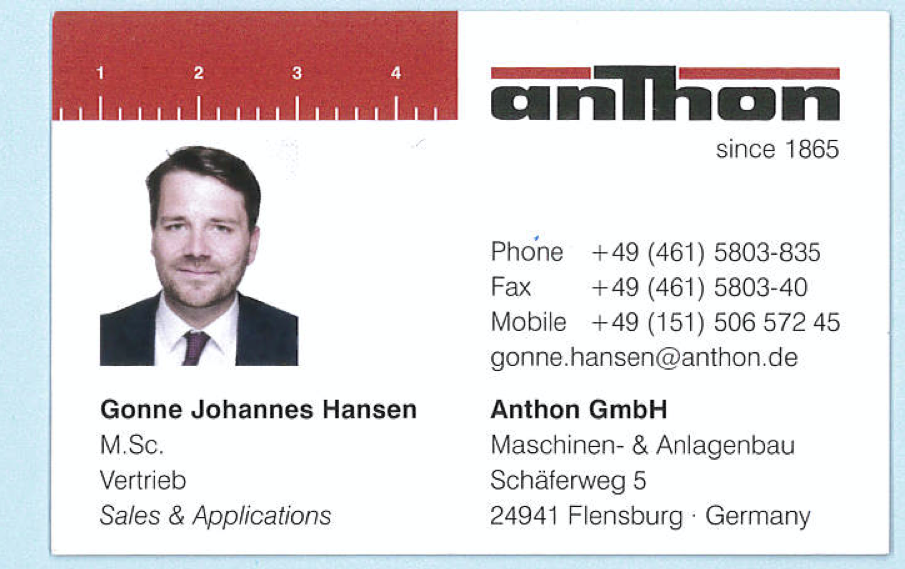 1 2 3 4
anthon
since 1865
Phone +49 (461) 5803-835
Fax +49 (461) 5803-40
Mobile +49 (151) 506 572 45
gonne.hansen@anthon.de
Gonne Johannes Hansen
M.Sc.
Vertrieb
Sales & Applications
Anthon GmbH
Maschinen- & Anlagenbau
Schäferweg 5
24941 Flensburg · Germany